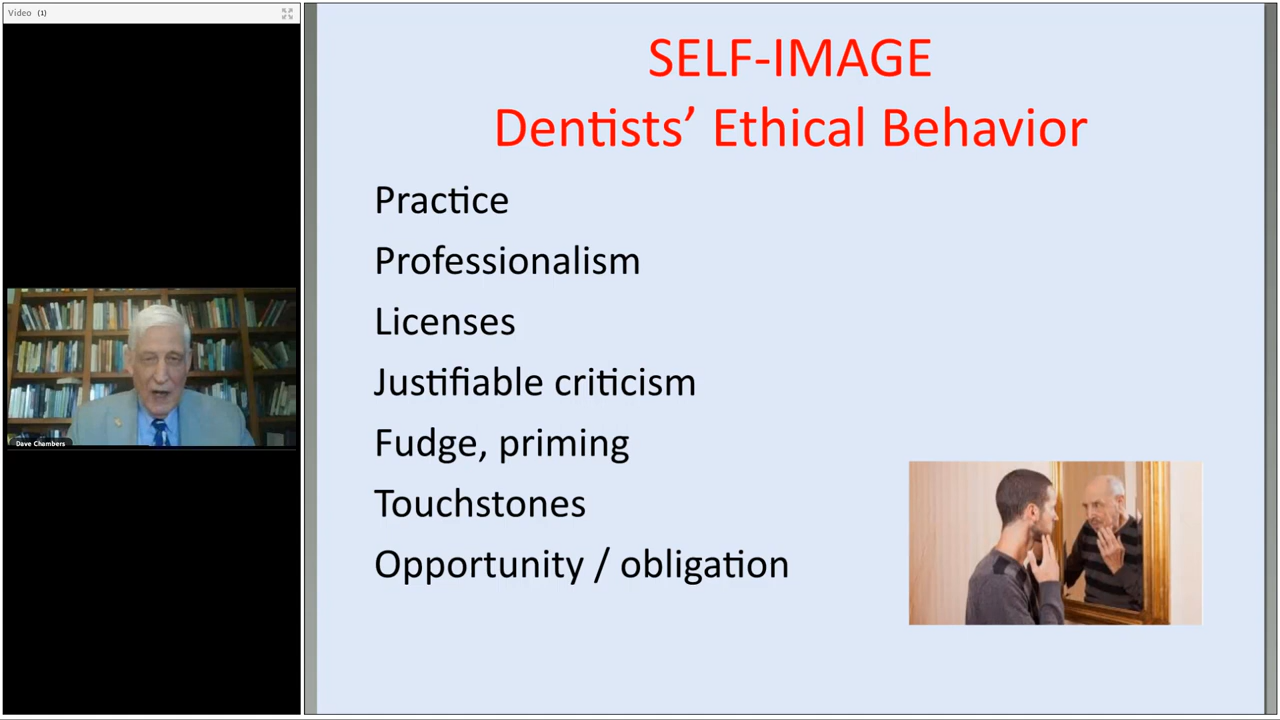 Video (1)
Dave Chambers
SELF-IMAGE
Dentists’ Ethical Behavior
Practice
Professionalism
Licenses
Justifiable criticism
Fudge, priming
Touchstones
Opportunity / obligation